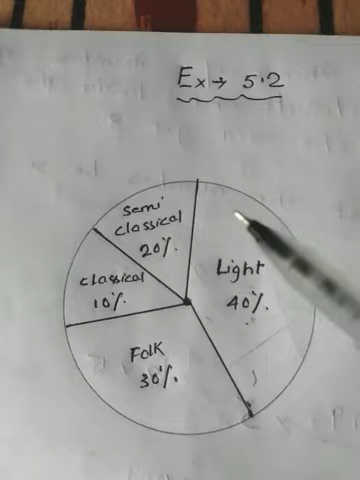 Ex → 5.2
Semi
classical
20%.
Light
40%.
classical
10%.
Folk
30%.